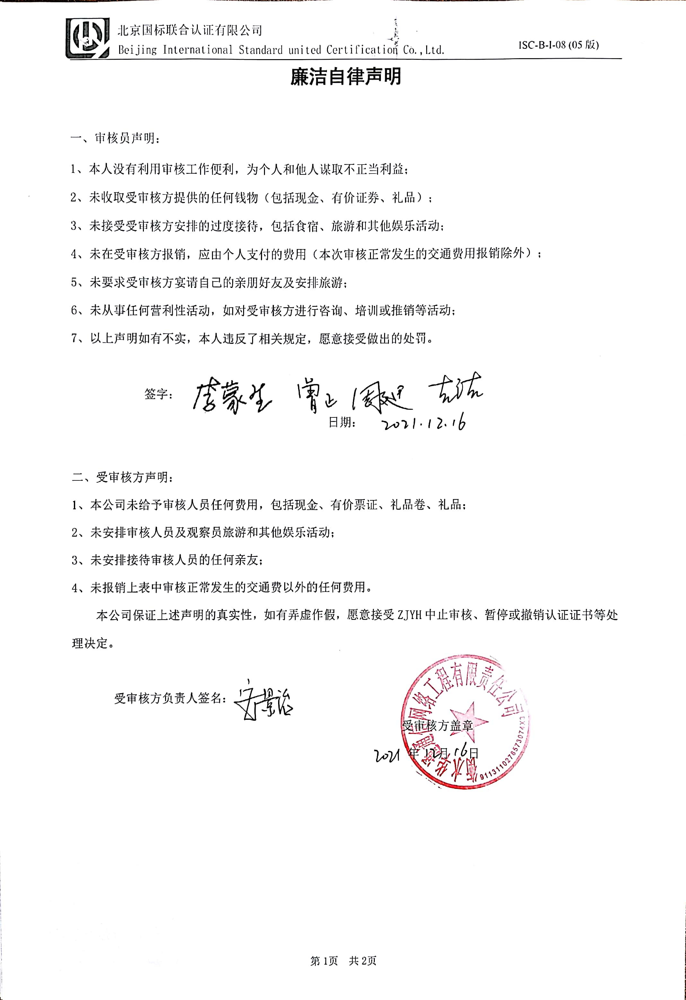 北京国标联合认证有限公司
Beijing International Standard united Certification Co.,Ltd.
ISC-B-I-08(05版)
廉洁自律声明
一、审核员声明：
1、本人没有利用审核工作便利，为个人和他人谋取不正当利益；
2、未收取受审核方提供的任何钱物（包括现金、有价证券、礼品）；
3、未接受受审核方安排的过度接待，包括食宿、旅游和其他娱乐活动；
4、未在受审核方报销，应由个人支付的费用（本次审核正常发生的交通费用报销除外）；
5、未要求受审核方宴请自己的亲朋好友及安排旅游；
6、未从事任何营利性活动，如对受审核方进行咨询、培训或推销等活动；
7、以上声明如有不实，本人违反了相关规定，愿意接受做出的处罚。
签字： 李蒙生 曾止
日期： 2021.12.16
二、受审核方声明：
1、本公司未给予审核人员任何费用，包括现金、有价票证、礼品卷、礼品；
2、未安排审核人员及观察员旅游和其他娱乐活动；
3、未安排接待审核人员的任何亲友；
4、未报销上表中审核正常发生的交通费以外的任何费用。
本公司保证上述声明的真实性，如有弄虚作假，愿意接受 ZJYH 中止审核、暂停或撤销认证证书等处
理决定。
受审核方负责人签名：安景治
通信网络工程有限责任公司
受审核方盖章
2021 年 12月 16日
第 1页 共 2页